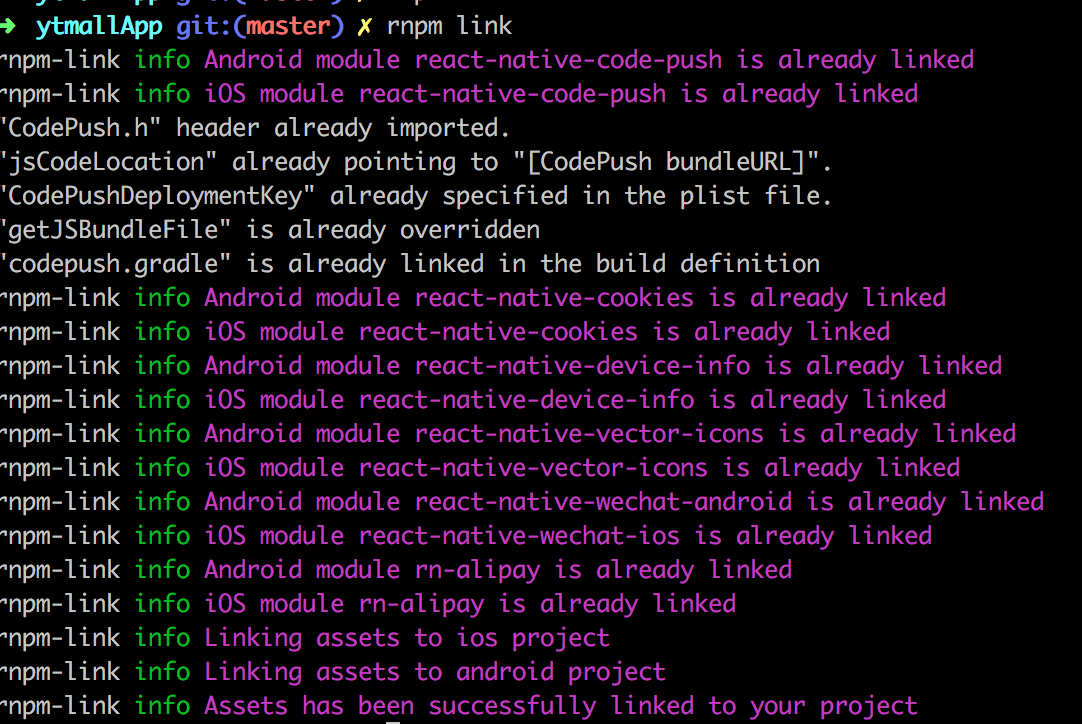 ➜ ytmallApp git:(master) ✗ rnpm link
rnpm-link info Android module react-native-code-push is already linked
rnpm-link info iOS module react-native-code-push is already linked
"CodePush.h" header already imported.
"jsCodeLocation" already pointing to "[CodePush bundleURL]".
"CodePushDeploymentKey" already specified in the plist file.
"getJSBundleFile" is already overridden
"codepush.gradle" is already linked in the build definition
rnpm-link info Android module react-native-cookies is already linked
rnpm-link info iOS module react-native-cookies is already linked
rnpm-link info Android module react-native-device-info is already linked
rnpm-link info iOS module react-native-device-info is already linked
rnpm-link info Android module react-native-vector-icons is already linked
rnpm-link info iOS module react-native-vector-icons is already linked
rnpm-link info Android module react-native-wechat-android is already linked
rnpm-link info iOS module react-native-wechat-ios is already linked
rnpm-link info Android module rn-alipay is already linked
rnpm-link info iOS module rn-alipay is already linked
rnpm-link info Linking assets to ios project
rnpm-link info Linking assets to android project
rnpm-link info Assets has been successfully linked to your project